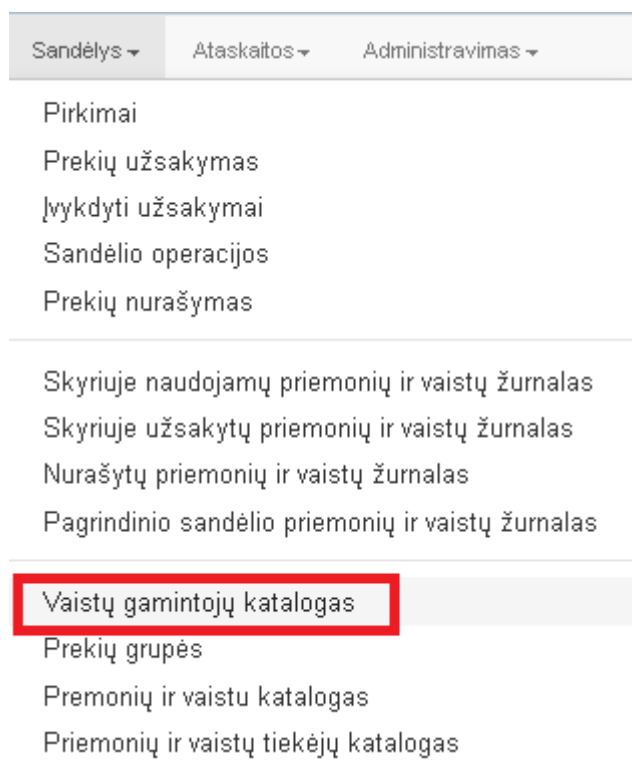 Sandėlys Ataskaitos Administravimas
Pirkimai
Prekių užsakymas
Įvykdyti užsakymai
Sandėlio operacijos
Prekių nurašymas
Skyriuje naudojamų priemonių ir vaistų žurnalas
Skyriuje užsakytų priemonių ir vaistų žurnalas
Nurašytų priemonių ir vaistų žurnalas
Pagrindinio sandėlio priemonių ir vaistų žurnalas
Vaistų gamintojų katalogas
Prekių grupės
Premonių ir vaistu katalogas
Priemonių ir vaistų tiekėjų katalogas